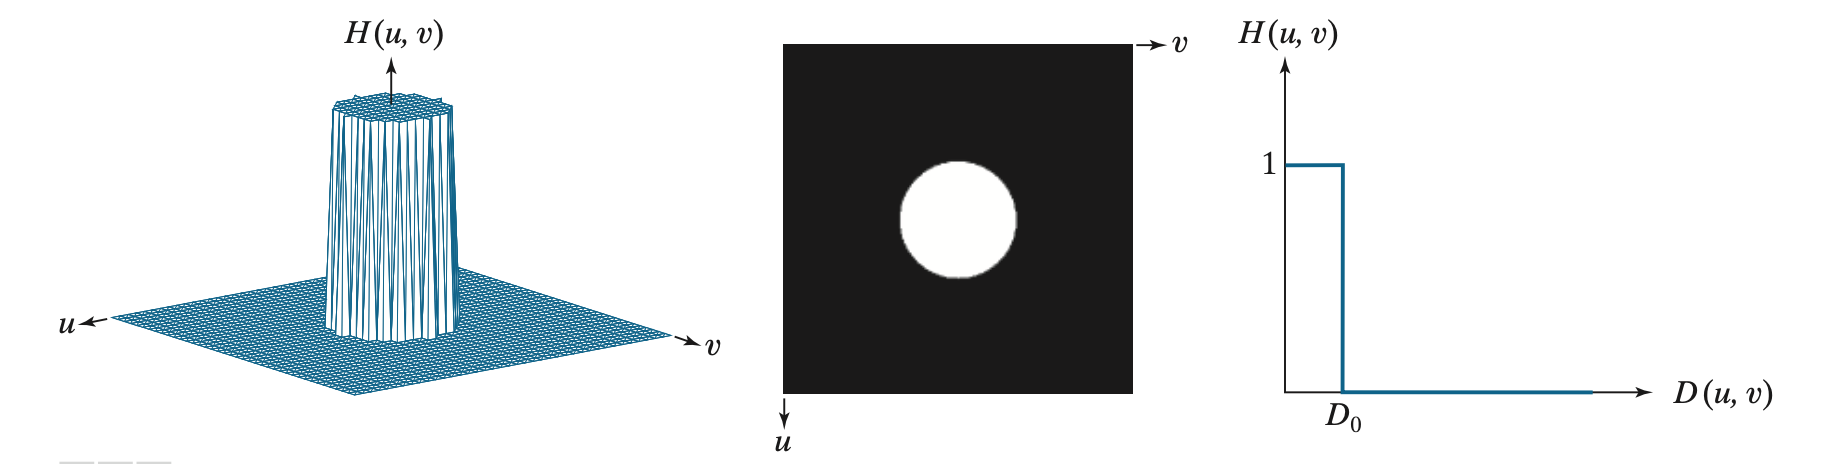 H(u, v)
u
v
v
u
H(u, v)
1
D₀
D(u, v)